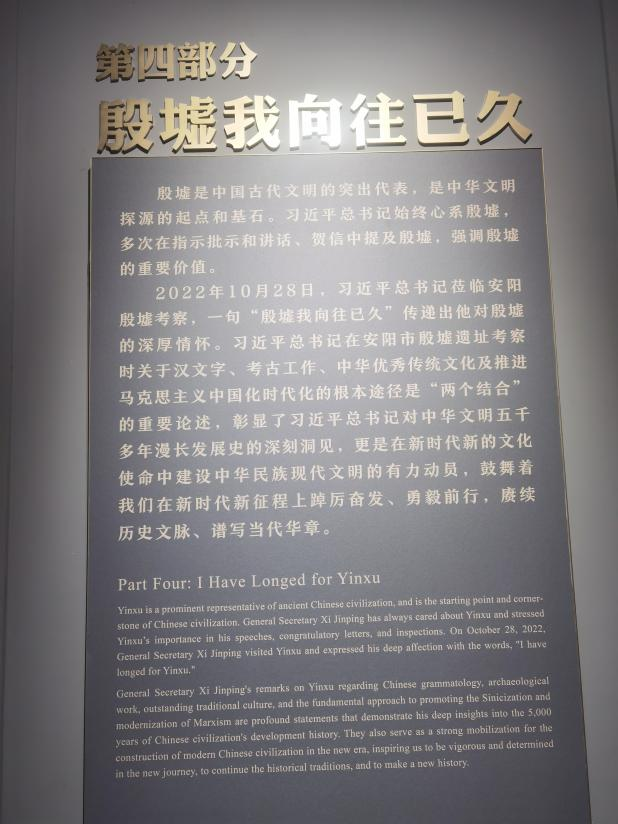 第四部分
殷墟我向往已久
殷墟是中国古代文明的突出代表，是中华文明
探源的起点和基石。习近平总书记始终心系殷墟，
多次在指示批示和讲话、贺信中提及殷墟，强调殷墟
的重要价值。
2022年10月28日，习近平总书记莅临安阳
殷墟考察，一句“殷墟我向往已久”传递出他对殷墟
的深厚情怀。习近平总书记在安阳市殷墟遗址考察
时关于汉文字、考古工作、中华优秀传统文化及推进
马克思主义中国化时代化的根本途径是“两个结合”
的重要论述，彰显了习近平总书记对中华文明五千
多年漫长发展史的深刻洞见，更是在新时代新的文化
使命中建设中华民族现代文明的有力动员，鼓舞着
我们在新时代新征程上踔厉奋发、勇毅前行，赓续
历史文脉、谱写当代华章。
Part Four: I Have Longed for Yinxu
Yinxu is a prominent representative of ancient Chinese civilization, and is the starting point and corner-
stone of Chinese civilization. General Secretary Xi Jinping has always cared about Yinxu and stressed
Yinxu's importance in his speeches, congratulatory letters, and inspections. On October 28, 2022,
General Secretary Xi Jinping visited Yinxu and expressed his deep affection with the words, "I have
longed for Yinxu."
General Secretary Xi Jinping's remarks on Yinxu regarding Chinese grammatology, archaeological
work, outstanding traditional culture, and the fundamental approach to promoting the Sinicization and
modernization of Marxism are profound statements that demonstrate his deep insights into the 5,000
years of Chinese civilization's development history. They also serve as a strong mobilization for the
construction of modern Chinese civilization in the new era, inspiring us to be vigorous and determined
in the new journey, to continue the historical traditions, and to make a new history.